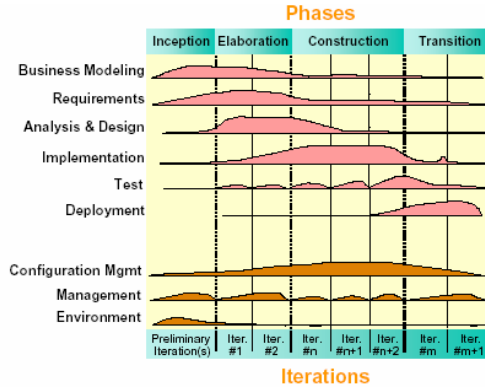 Phases
Inception Elaboration Construction Transition
Business Modeling
Requirements
Analysis & Design
Implementation
Test
Deployment
Configuration Mgmt
Management
Environment
Preliminary Iter. Iter. Iter. Iter. Iter. Iter. Iter.
Iteration(s) #1 #2 #n #n+1 #n+2 #m #m+1
Iterations